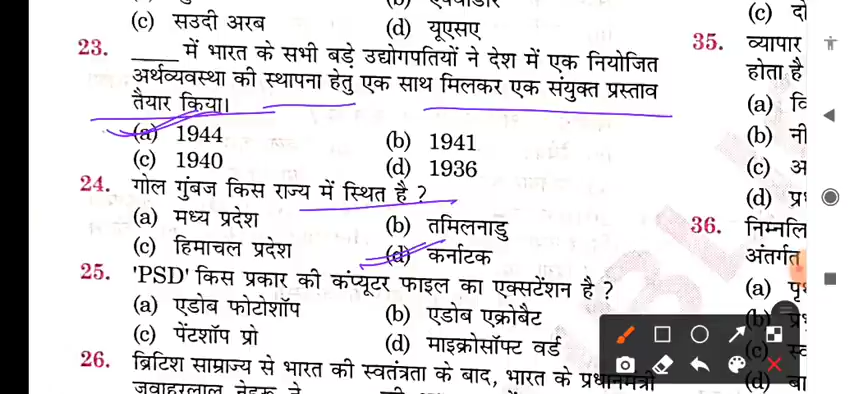 (c) सउदी अरब (d) यूएसए
23. ____ में भारत के सभी बड़े उद्योगपतियों ने देश में एक नियोजित
अर्थव्यवस्था की स्थापना हेतु एक साथ मिलकर एक संयुक्त प्रस्ताव
तैयार किया।
(a) 1944 (b) 1941
(c) 1940 (d) 1936
24. गोल गुंबज किस राज्य में स्थित है ?
(a) मध्य प्रदेश (b) तमिलनाडु
(c) हिमाचल प्रदेश (d) कर्नाटक
25. 'PSD' किस प्रकार की कंप्यूटर फाइल का एक्सटेंशन है ?
(a) एडोब फोटोशॉप (b) एडोब एक्रोबैट
(c) पेंटशॉप प्रो (d) माइक्रोसॉफ्ट वर्ड
26. ब्रिटिश साम्राज्य से भारत की स्वतंत्रता के बाद, भारत के प्रधानमंत्री
जवाहरलाल नेहरू ने
(c)
35. व्यापार
होता है
(a)
(b)
(c)
(d)
36.
अंतर्गत
(a)
(b)
(c)
(d)